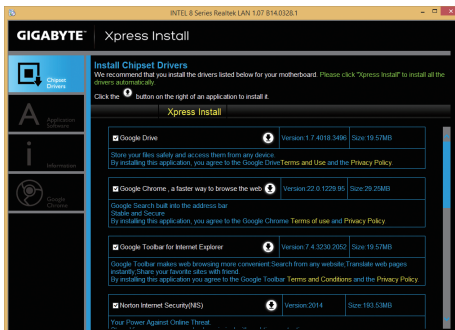 INTEL 8 Series Realtek LAN 1.07 B14.0328.1
GIGABYTE™ Xpress Install
Chipset
Drivers
Application
Software
Information
Google
Chrome
Install Chipset Drivers
We recommend that you install the drivers listed below for your motherboard. Please click "Xpress Install" to install all the
drivers automatically.
Click the button on the right of an application to install it.
Xpress Install
Google Drive Version:1.7.4018.3496 Size:19.57MB
Store your files safely and access them from any device.
By installing this application, you agree to the Google DriveTerms and Use and the Privacy Policy.
Google Chrome , a faster way to browse the web Version:22.0.1229.95 Size:29.25MB
Google Search built into the address bar
Stable and Secure
By installing this application, you agree to the Google Chrome Terms of use and Privacy Policy.
Google Toolbar for Internet Explorer Version:7.4.3230.2052 Size:19.57MB
Google Toolbar makes web browsing more convenient:Search from any website;Translate web pages
instantly;Share your favorite sites with friend
By installing this application, you agree to the Google Toolbar Terms and Conditions and the Privacy Policy.
Norton Internet Security(NIS) Version:2014 Size:193.53MB
Your Power Against Online Threat.